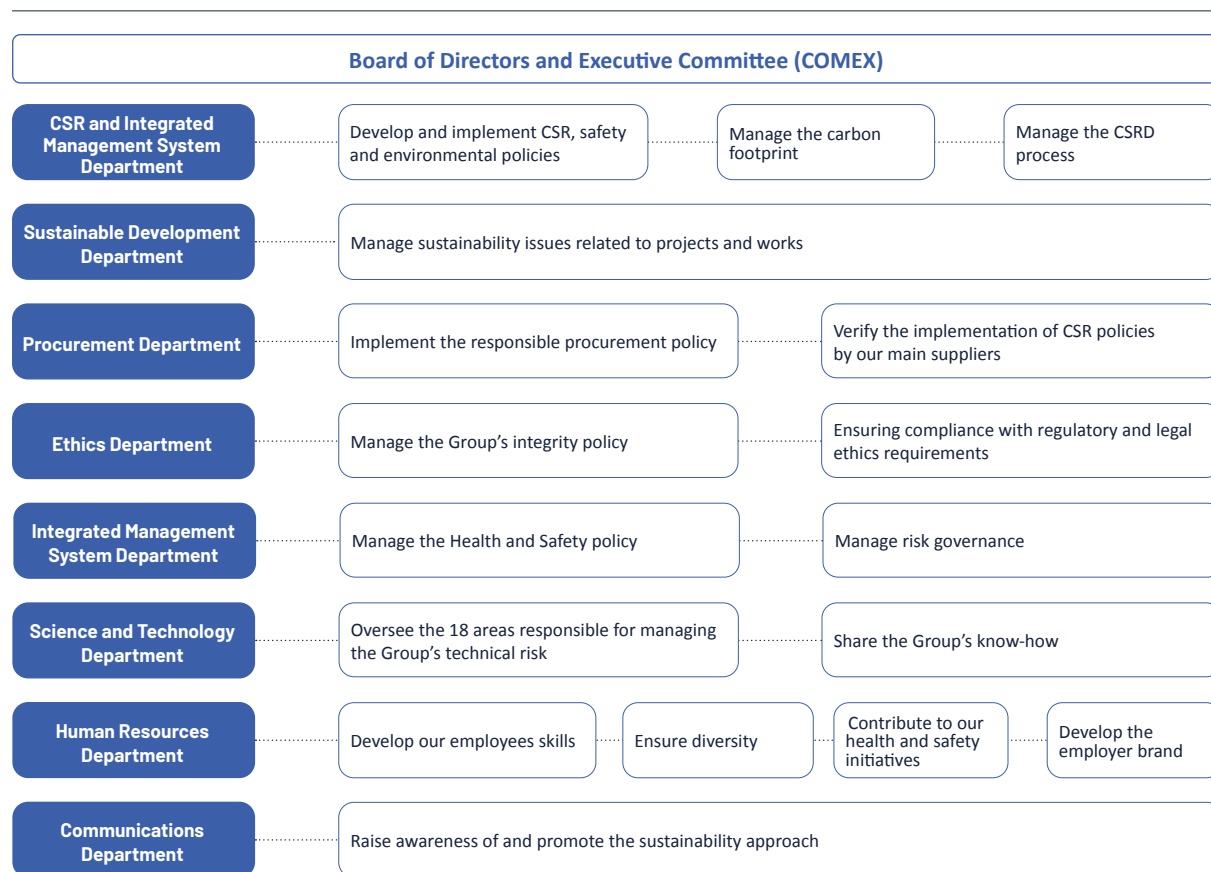 Board of Directors and Executive Committee (COMEX)
CSR and Integrated
Management System
Department
Develop and implement CSR, safety
and environmental policies
Manage the carbon
footprint
Manage the CSRD
process
Sustainable Development
Department
Manage sustainability issues related to projects and works
Procurement Department
Implement the responsible procurement policy
Verify the implementation of CSR policies
by our main suppliers
Ethics Department
Manage the Group’s integrity policy
Ensuring compliance with regulatory and legal
ethics requirements
Integrated Management
System Department
Manage the Health and Safety policy
Manage risk governance
Science and Technology
Department
Oversee the 18 areas responsible for managing
the Group’s technical risk
Share the Group’s know-how
Human Resources
Department
Develop our employees skills
Ensure diversity
Contribute to our
health and safety
initiatives
Develop the
employer brand
Communications
Department
Raise awareness of and promote the sustainability approach